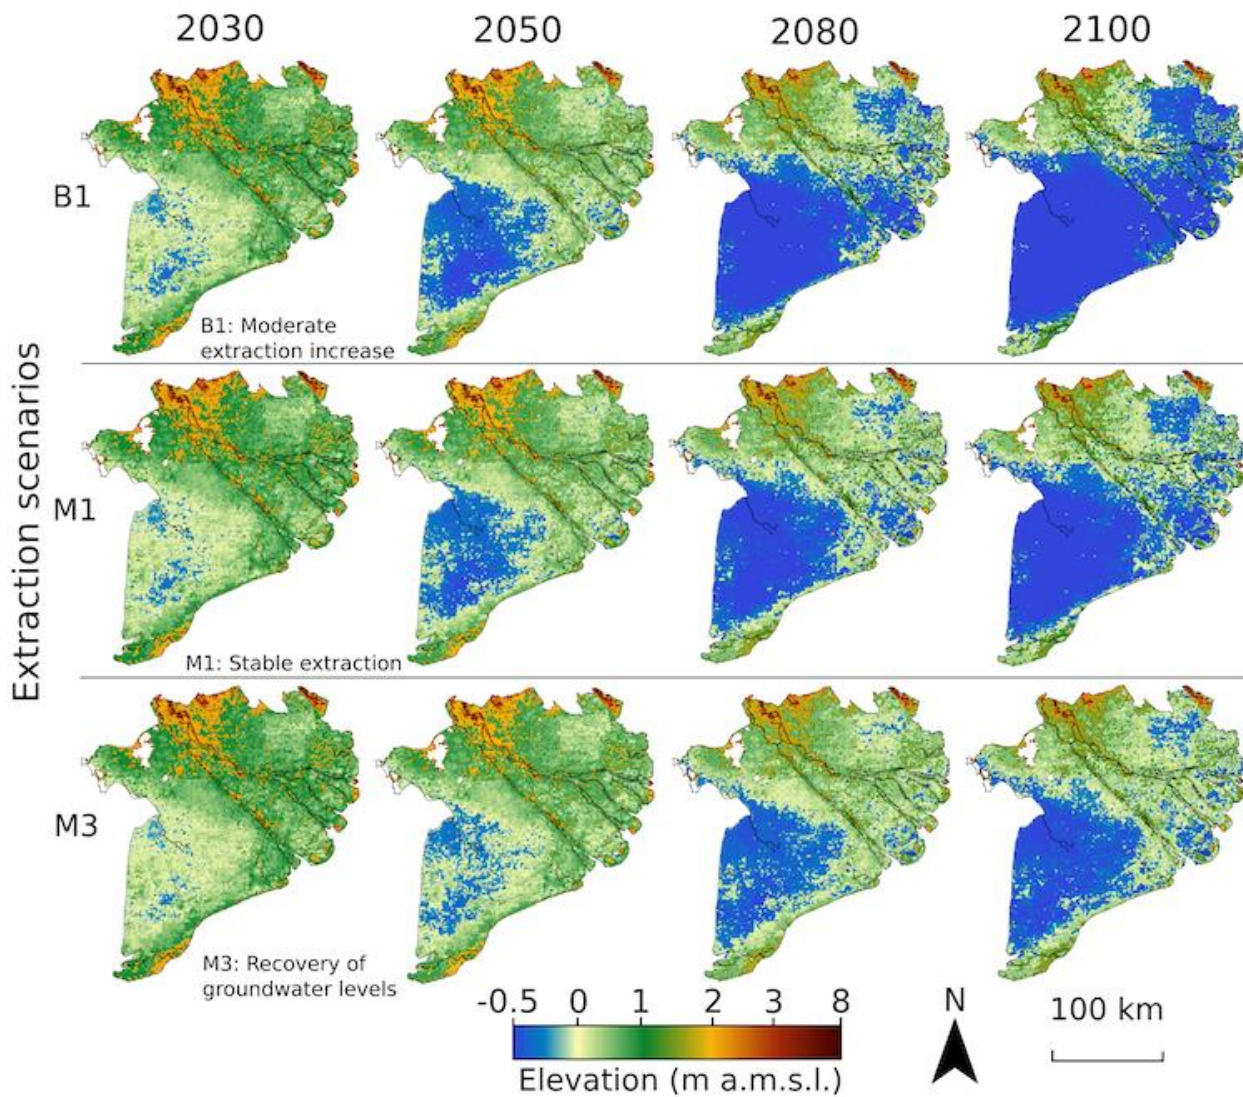 2030 2050 2080 2100
B1
B1: Moderate
extraction increase
Extraction scenarios
M1
M1: Stable extraction
M3
M3: Recovery of
groundwater levels
-0.5 0 1 2 3 8
Elevation (m a.m.s.l.)
N
100 km